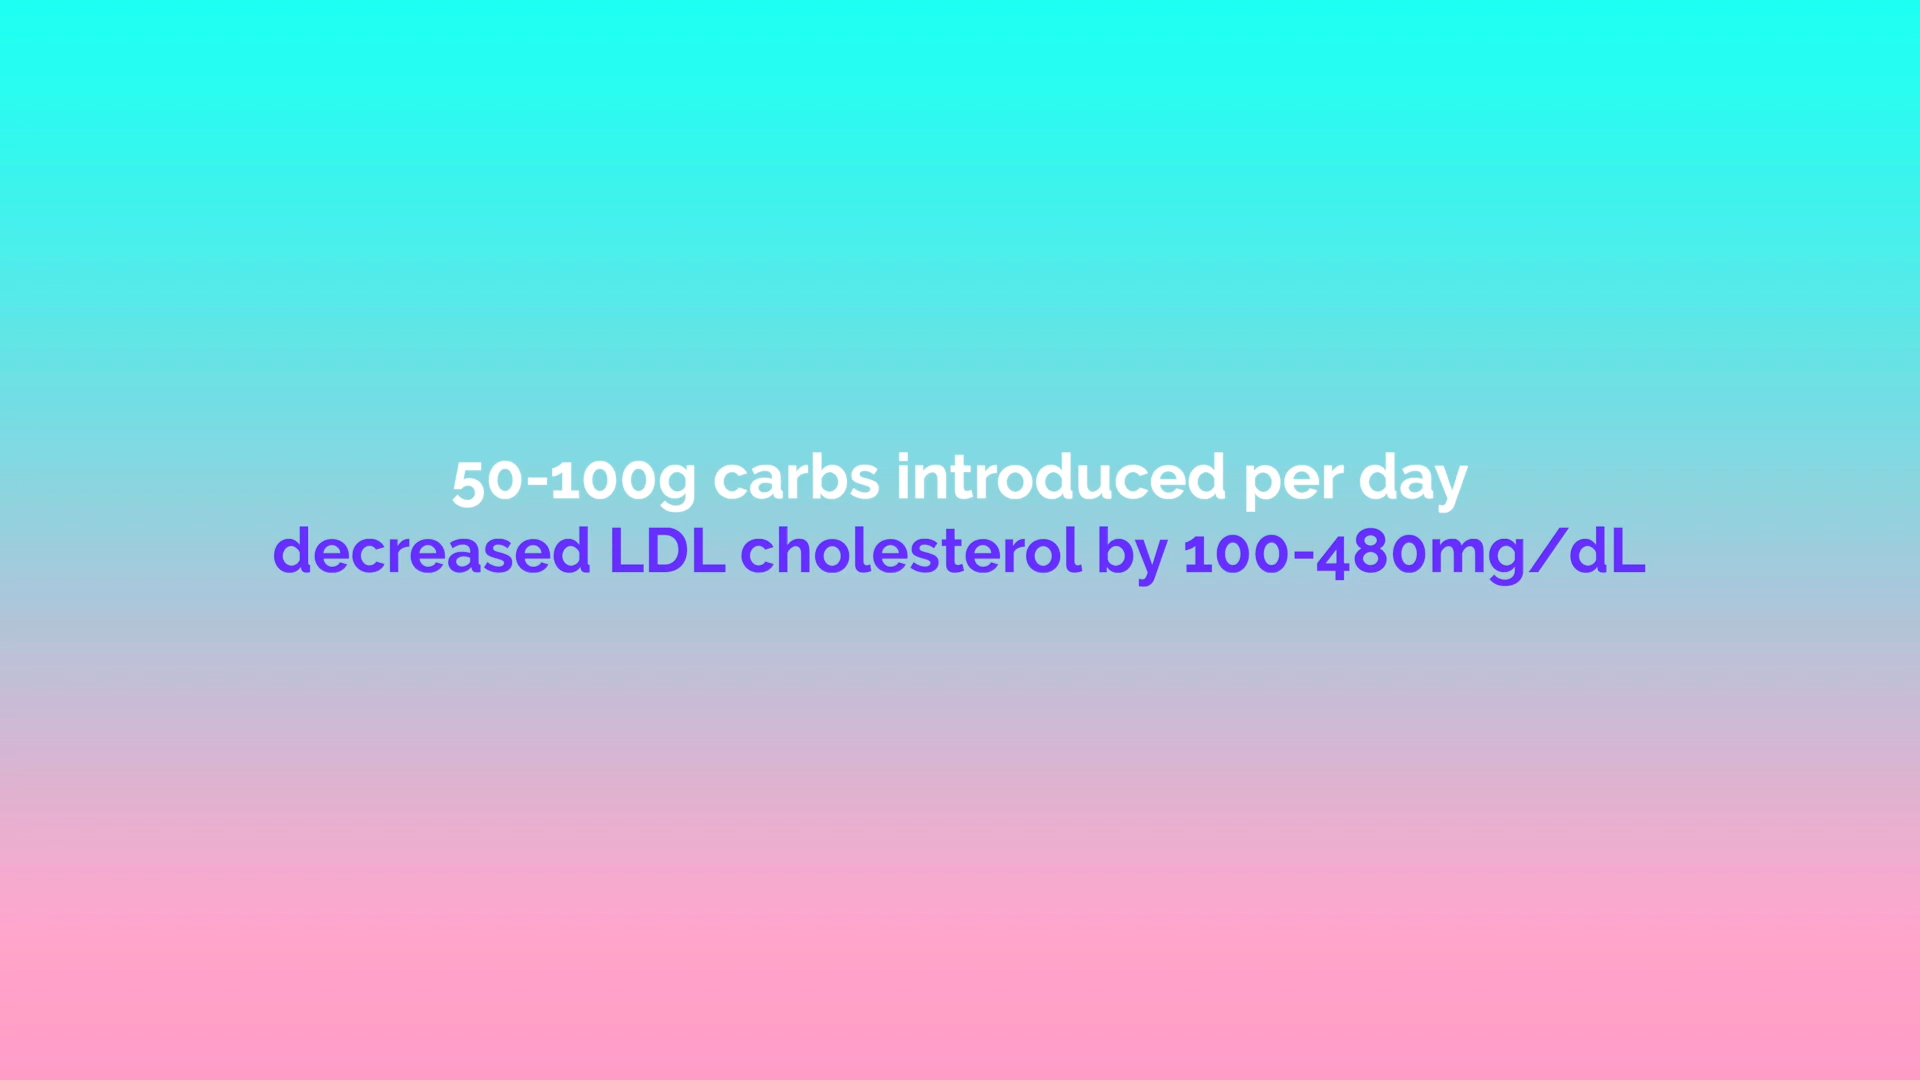 50-100g carbs introduced per day
decreased LDL cholesterol by 100-480mg/dL